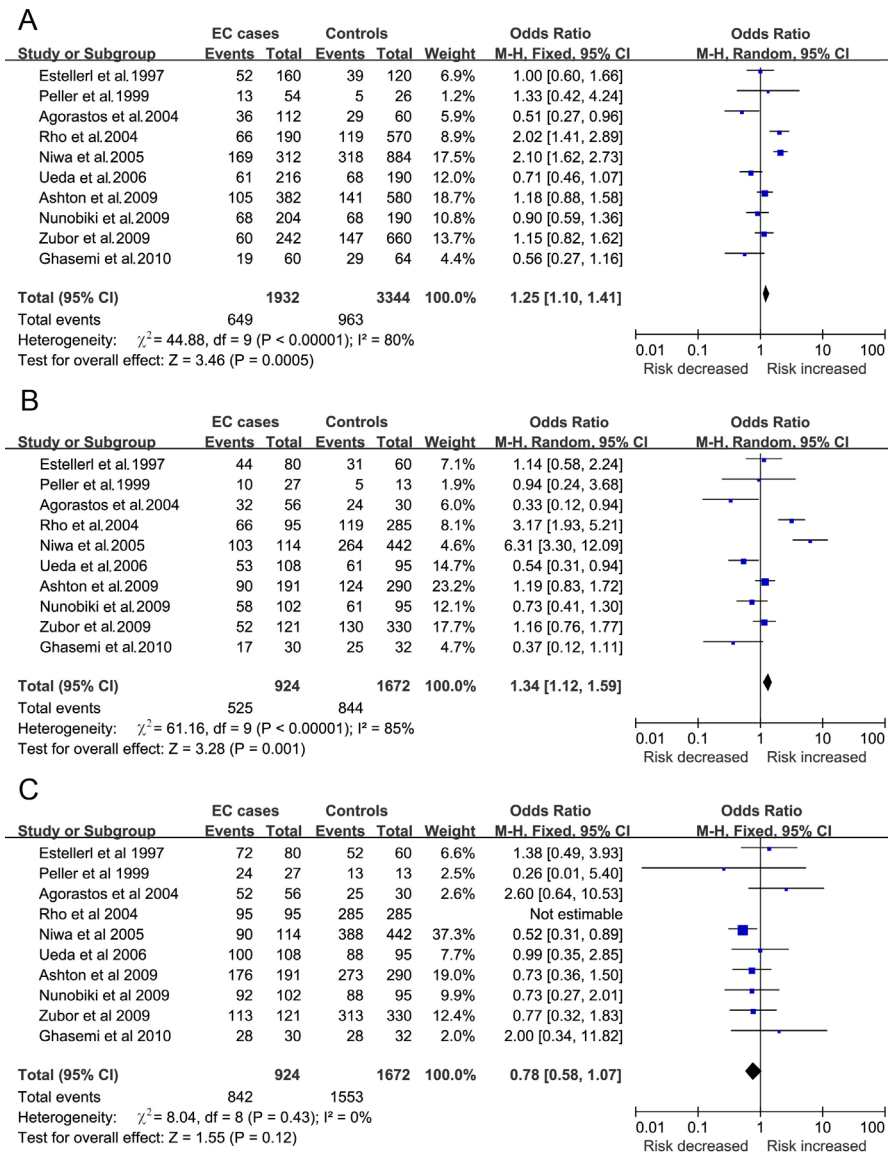 A
EC cases Controls Odds Ratio Odds Ratio
Study or Subgroup Events Total Events Total Weight M-H, Fixed, 95% CI M-H, Random, 95% CI
Estellerl et al.1997 52 160 39 120 6.9% 1.00 [0.60, 1.66]
Peller et al.1999 13 54 5 26 1.2% 1.33 [0.42, 4.24]
Agorastos et al.2004 36 112 29 60 5.9% 0.51 [0.27, 0.96]
Rho et al.2004 66 190 119 570 8.9% 2.02 [1.41, 2.89]
Niwa et al.2005 169 312 318 884 17.5% 2.10 [1.62, 2.73]
Ueda et al.2006 61 216 68 190 12.0% 0.71 [0.46, 1.07]
Ashton et al.2009 105 382 141 580 18.7% 1.18 [0.88, 1.58]
Nunobiki et al.2009 68 204 68 190 10.8% 0.90 [0.59, 1.36]
Zubor et al.2009 60 242 147 660 13.7% 1.15 [0.82, 1.62]
Ghasemi et al.2010 19 60 29 64 4.4% 0.56 [0.27, 1.16]
Total (95% CI) 1932 3344 100.0% 1.25 [1.10, 1.41]
Total events 649 963
Heterogeneity: χ²= 44.88, df = 9 (P < 0.00001); I² = 80%
Test for overall effect: Z = 3.46 (P = 0.0005)
0.01 0.1 1 10 100
Risk decreased Risk increased
B
EC cases Controls Odds Ratio Odds Ratio
Study or Subgroup Events Total Events Total Weight M-H, Random, 95% CI M-H, Random, 95% CI
Estellerl et al.1997 44 80 31 60 7.1% 1.14 [0.58, 2.24]
Peller et al.1999 10 27 5 13 1.9% 0.94 [0.24, 3.68]
Agorastos et al.2004 32 56 24 30 6.0% 0.33 [0.12, 0.94]
Rho et al.2004 66 95 119 285 8.1% 3.17 [1.93, 5.21]
Niwa et al.2005 103 114 264 442 4.6% 6.31 [3.30, 12.09]
Ueda et al.2006 53 108 61 95 14.7% 0.54 [0.31, 0.94]
Ashton et al.2009 90 191 124 290 23.2% 1.19 [0.83, 1.72]
Nunobiki et al.2009 58 102 61 95 12.1% 0.73 [0.41, 1.30]
Zubor et al.2009 52 121 130 330 17.7% 1.16 [0.76, 1.77]
Ghasemi et al.2010 17 30 25 32 4.7% 0.37 [0.12, 1.11]
Total (95% CI) 924 1672 100.0% 1.34 [1.12, 1.59]
Total events 525 844
Heterogeneity: χ²= 61.16, df = 9 (P < 0.00001); I² = 85%
Test for overall effect: Z = 3.28 (P = 0.001)
0.01 0.1 1 10 100
Risk decreased Risk increased
C
EC cases Controls Odds Ratio Odds Ratio
Study or Subgroup Events Total Events Total Weight M-H, Fixed, 95% CI M-H, Fixed, 95% CI
Estellerl et al 1997 72 80 52 60 6.6% 1.38 [0.49, 3.93]
Peller et al 1999 24 27 13 13 2.5% 0.26 [0.01, 5.40]
Agorastos et al 2004 52 56 25 30 2.6% 2.60 [0.64, 10.53]
Rho et al 2004 95 95 285 285 Not estimable
Niwa et al 2005 90 114 388 442 37.3% 0.52 [0.31, 0.89]
Ueda et al 2006 100 108 88 95 7.7% 0.99 [0.35, 2.85]
Ashton et al 2009 176 191 273 290 19.0% 0.73 [0.36, 1.50]
Nunobiki et al 2009 92 102 88 95 9.9% 0.73 [0.27, 2.01]
Zubor et al 2009 113 121 313 330 12.4% 0.77 [0.32, 1.83]
Ghasemi et al 2010 28 30 28 32 2.0% 2.00 [0.34, 11.82]
Total (95% CI) 924 1672 100.0% 0.78 [0.58, 1.07]
Total events 842 1553
Heterogeneity: χ²= 8.04, df = 8 (P = 0.43); I² = 0%
Test for overall effect: Z = 1.55 (P = 0.12)
0.01 0.1 1 10 100
Risk decreased Risk increased